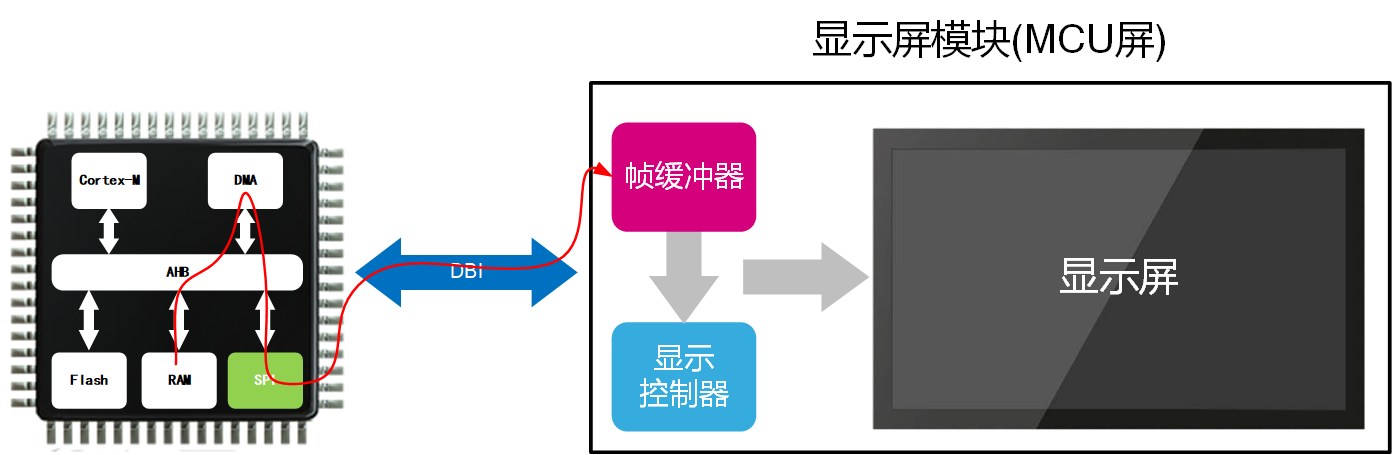 显示屏模块(MCU屏)
Cortex-M
DMA
AHB
Flash
RAM
SPI
DBI
帧缓冲器
显示
控制器
显示屏